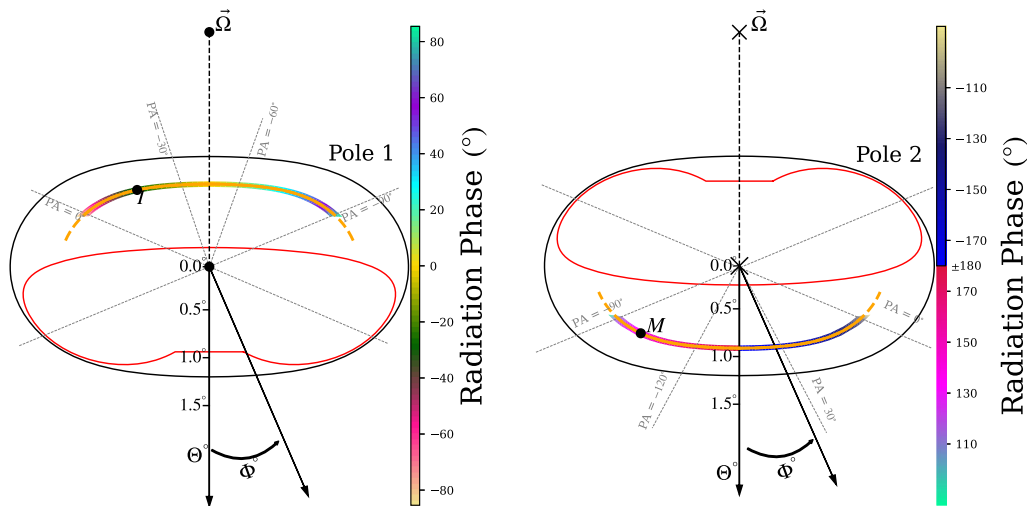 Ω⃗
Pole 1
PA = −30°
PA = −60°
PA = 0°
PA = −90°
I
0.0°
0.5°
1.0°
1.5°
Θ°
Φ°
80
60
40
20
0
−20
−40
−60
−80
Radiation Phase (°)
Ω⃗
Pole 2
0.0°
0.5°
1.0°
1.5°
PA = −90°
PA = 0°
M
PA = −120°
PA = 30°
Θ°
Φ°
−110
−130
−150
−170
±180
170
150
130
110
Radiation Phase (°)